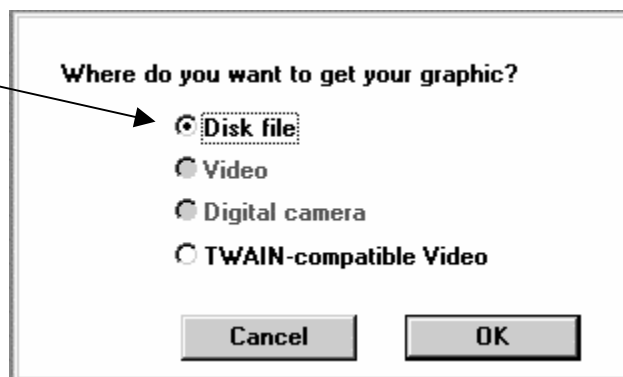 Where do you want to get your graphic?
Disk file
Video
Digital camera
TWAIN-compatible Video
Cancel OK